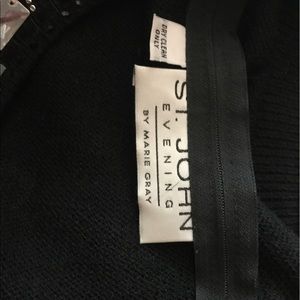 DRY CLEAN
ONLY
ST. JOHN
EVENING
BY MARIE GRAY